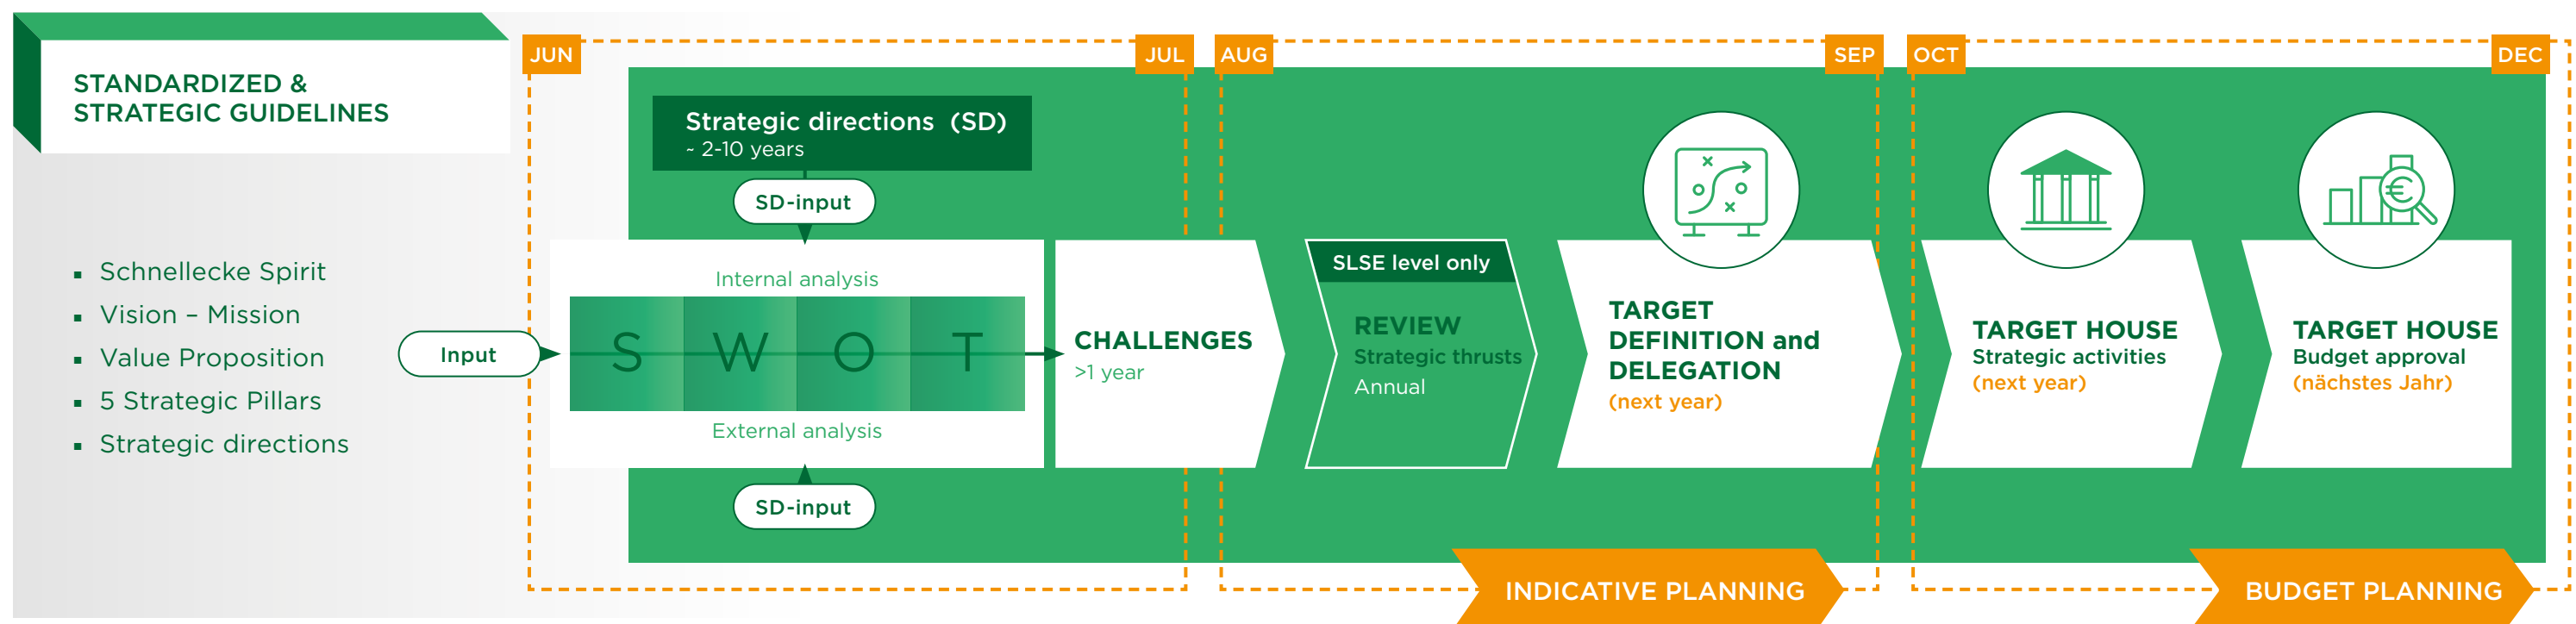 STANDARDIZED &
STRATEGIC GUIDELINES
Schnellecke Spirit
Vision – Mission
Value Proposition
5 Strategic Pillars
Strategic directions
Input
JUN
JUL
Strategic directions (SD)
~ 2-10 years
SD-input
Internal analysis
S W O T
External analysis
SD-input
CHALLENGES
>1 year
AUG
SEP
SLSE level only
REVIEW
Strategic thrusts
Annual
TARGET
DEFINITION and
DELEGATION
(next year)
INDICATIVE PLANNING
OCT
DEC
TARGET HOUSE
Strategic activities
(next year)
€
TARGET HOUSE
Budget approval
(nächstes Jahr)
BUDGET PLANNING